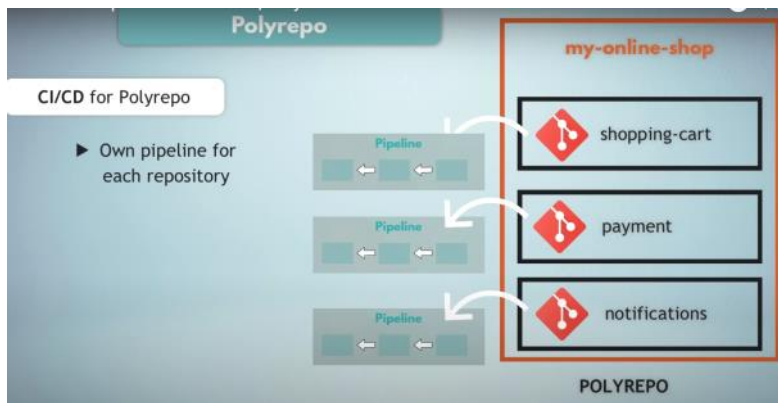 Polyrepo
my-online-shop
CI/CD for Polyrepo
▶ Own pipeline for
each repository
Pipeline
shopping-cart
Pipeline
payment
Pipeline
notifications
POLYREPO